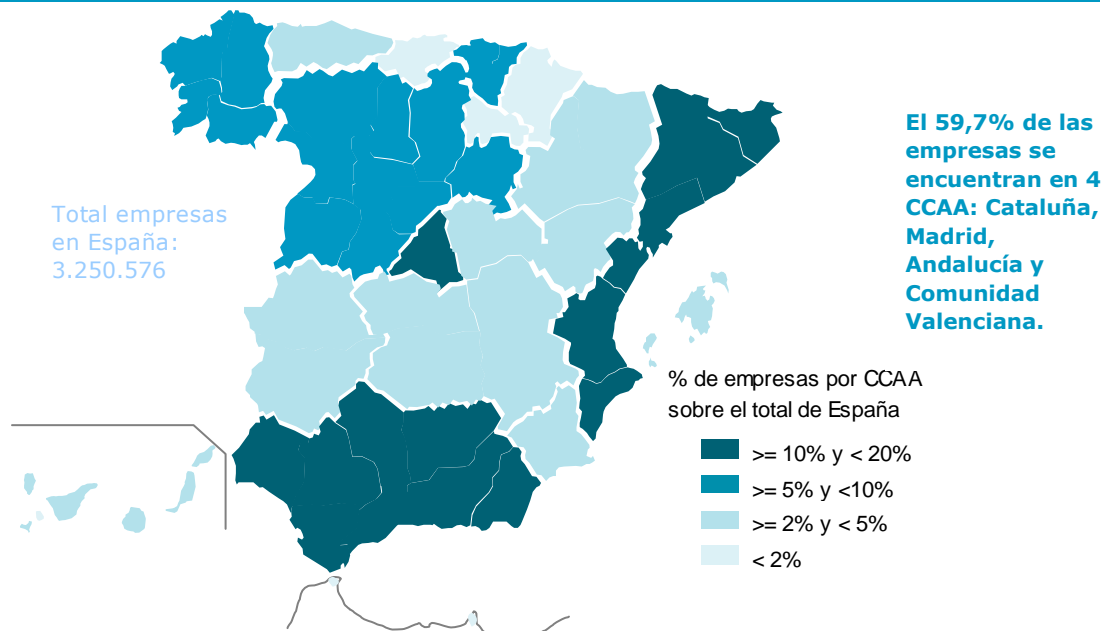 El 59,7% de las
empresas se
encuentran en 4
CCAA: Cataluña,
Madrid,
Andalucía y
Comunidad
Valenciana.
Total empresas
en España:
3.250.576
% de empresas por CCAA
sobre el total de España
>= 10% y < 20%
>= 5% y <10%
>= 2% y < 5%
< 2%